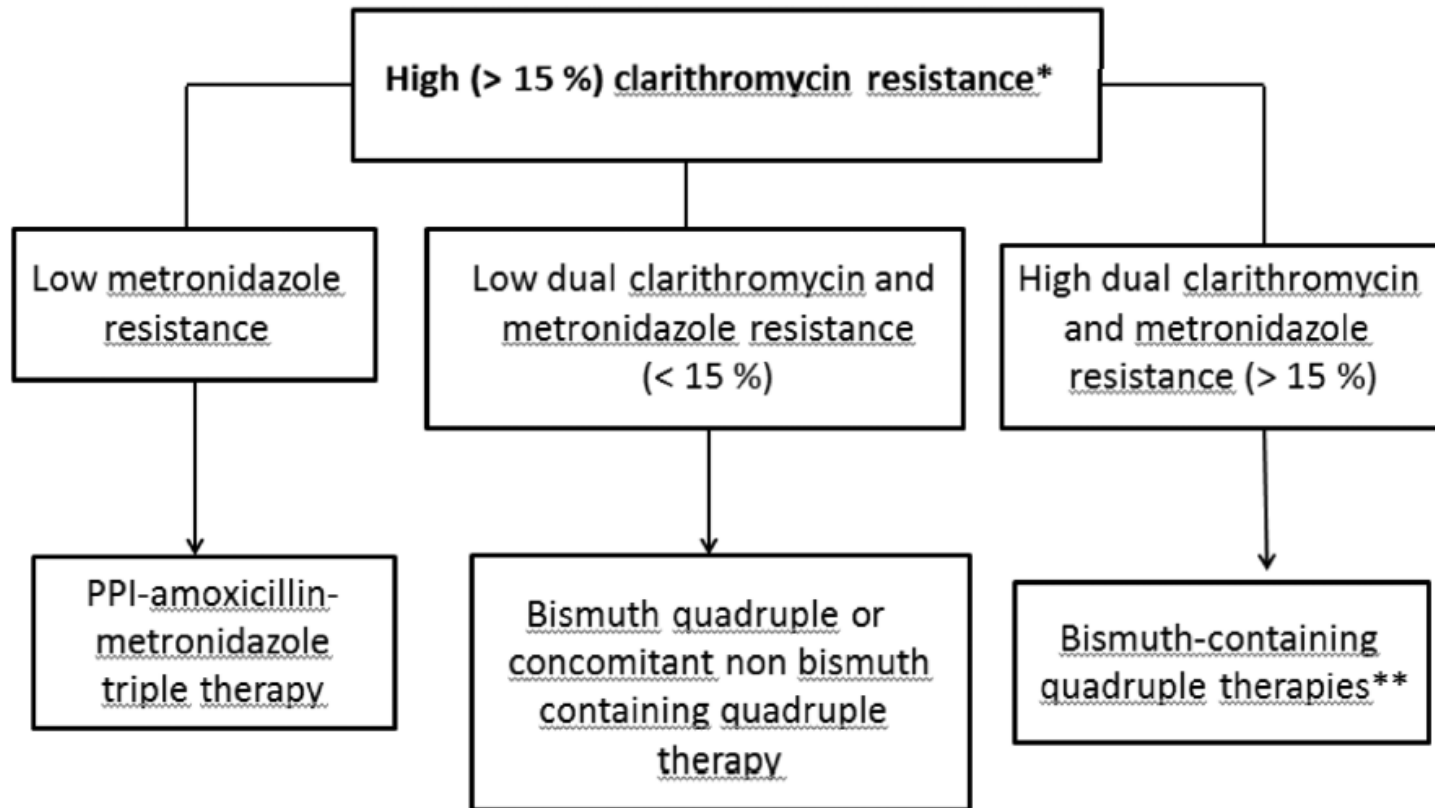 High (> 15 %) clarithromycin resistance*
Low metronidazole
resistance
Low dual clarithromycin and
metronidazole resistance
(< 15 %)
High dual clarithromycin
and metronidazole
resistance (> 15 %)
PPI-amoxicillin-
metronidazole
triple therapy
Bismuth quadruple or
concomitant non bismuth
containing quadruple
therapy
Bismuth-containing
quadruple therapies**